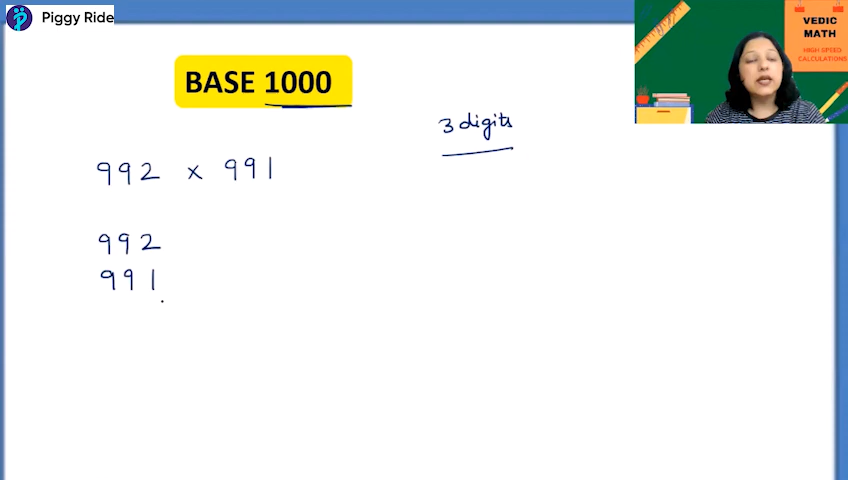 Piggy Ride
VEDIC
MATH
HIGH SPEED
CALCULATIONS
BASE 1000
3 digits
992 x 991
992
991